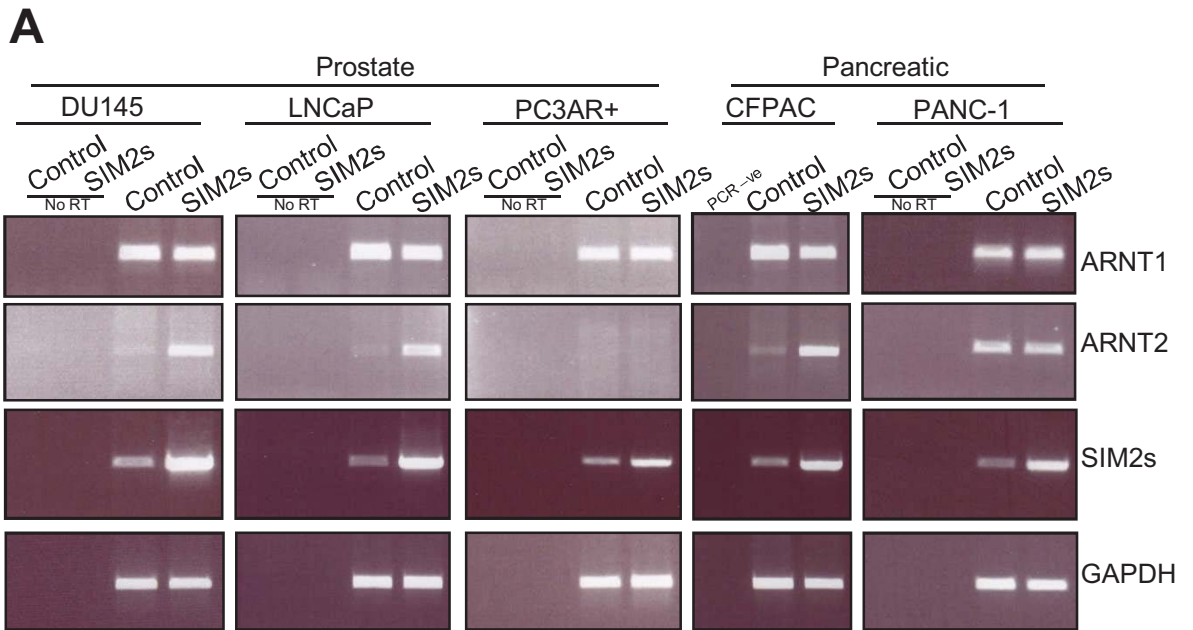 A
Prostate Pancreatic
DU145 LNCaP PC3AR+ CFPAC PANC-1
Control SIM2s Control SIM2s Control SIM2s Control SIM2s Control SIM2s Control SIM2s PCR –ve Control SIM2s Control SIM2s Control SIM2s
No RT No RT No RT No RT
ARNT1
ARNT2
SIM2s
GAPDH